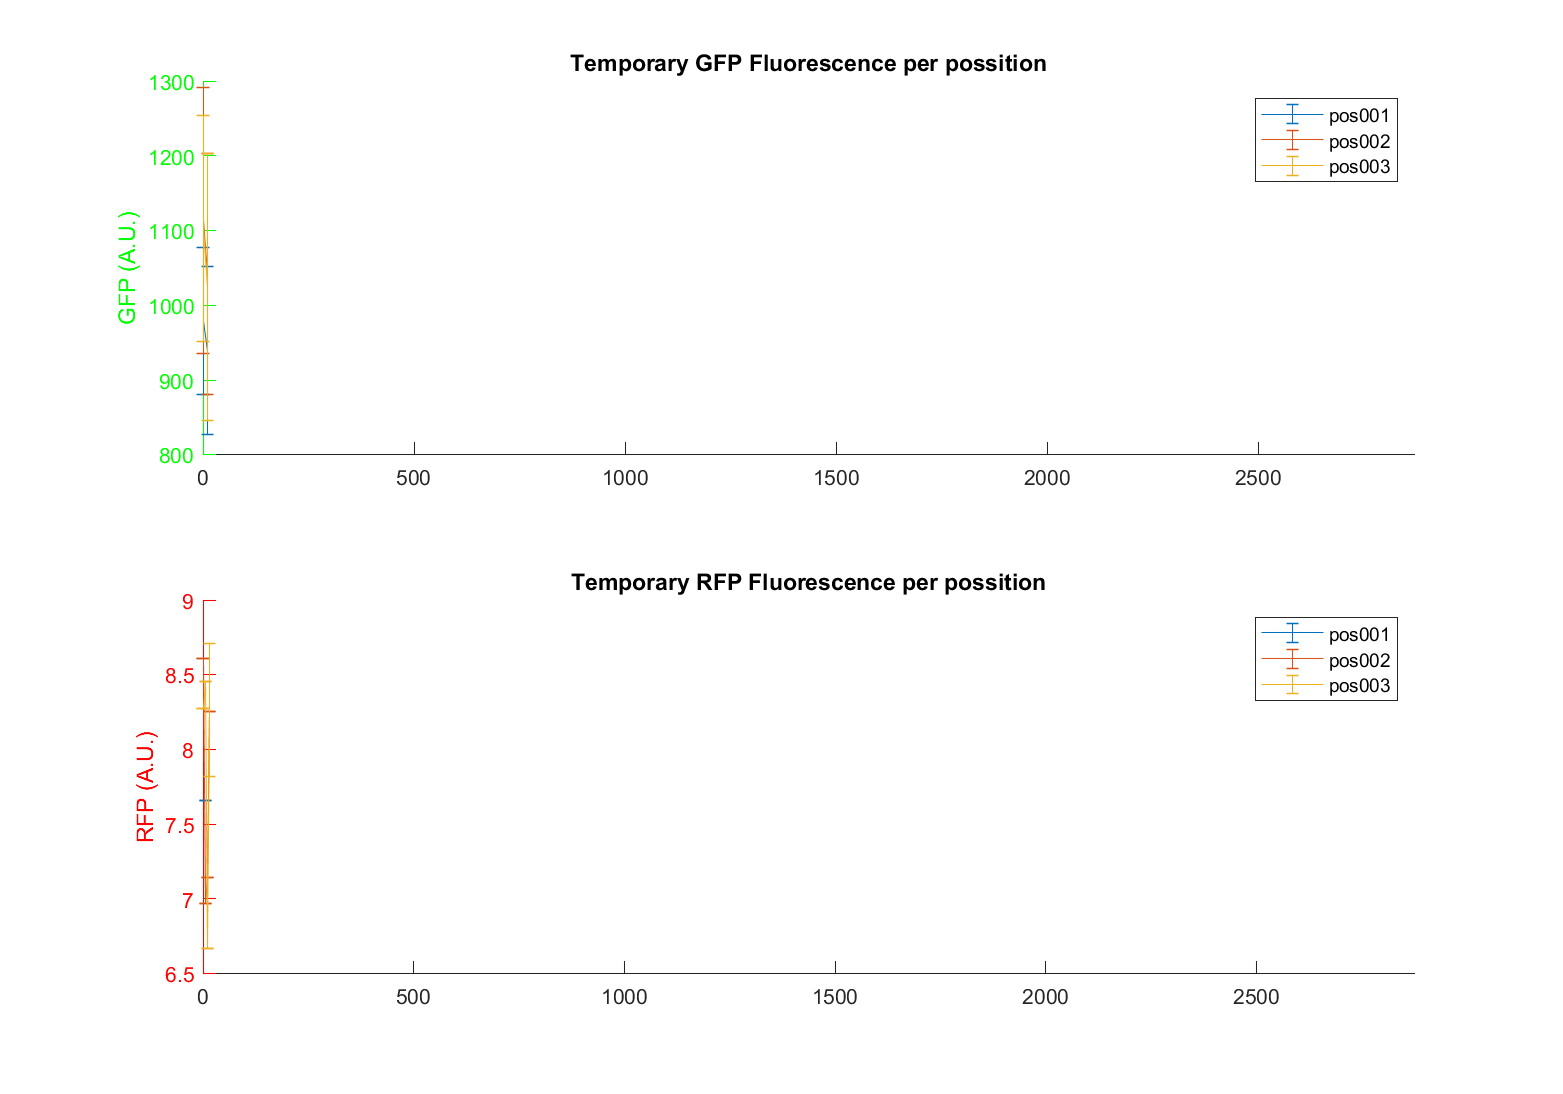 Temporary GFP Fluorescence per possition
1300
1200
1100
1000
900
800
GFP (A.U.)
pos001
pos002
pos003
0 500 1000 1500 2000 2500
Temporary RFP Fluorescence per possition
9
8.5
8
7.5
7
6.5
RFP (A.U.)
pos001
pos002
pos003
0 500 1000 1500 2000 2500